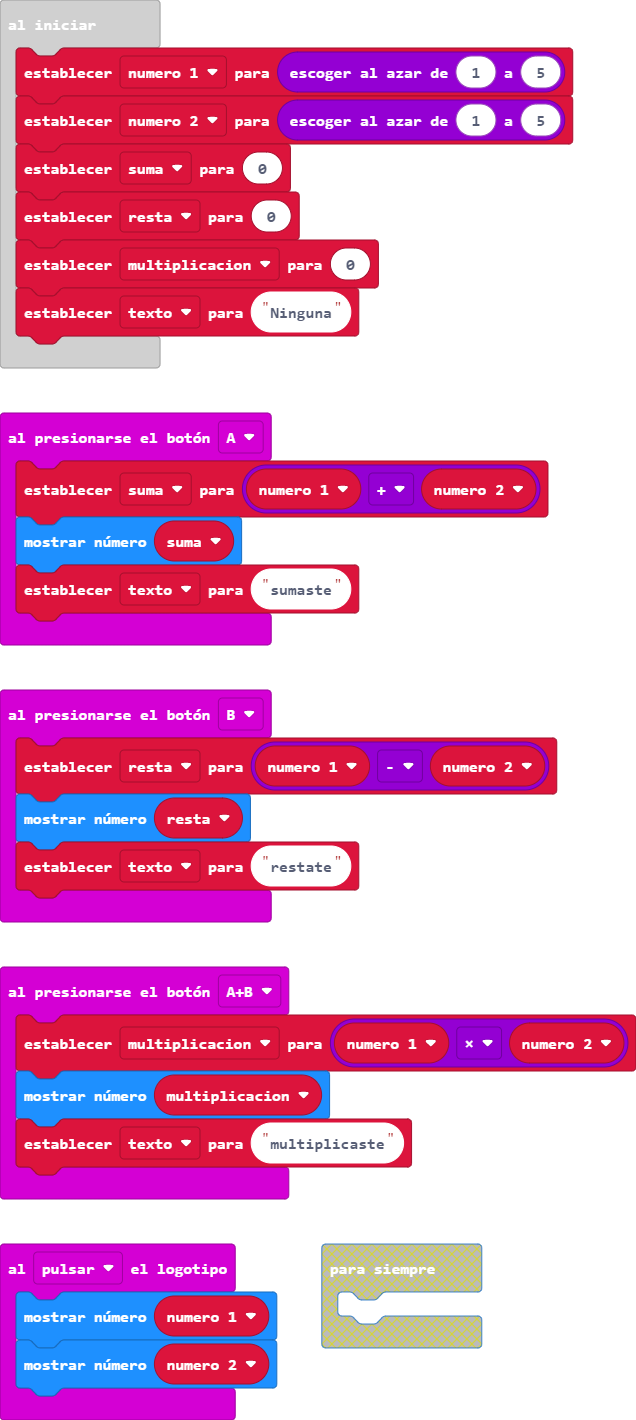 al iniciar
establecer numero 1 para escoger al azar de 1 a 5
establecer numero 2 para escoger al azar de 1 a 5
establecer suma para 0
establecer resta para 0
establecer multiplicacion para 0
establecer texto para "Ninguna"
al presionarse el botón A
establecer suma para numero 1 + numero 2
mostrar número suma
establecer texto para "sumaste"
al presionarse el botón B
establecer resta para numero 1 - numero 2
mostrar número resta
establecer texto para "restate"
al presionarse el botón A+B
establecer multiplicacion para numero 1 × numero 2
mostrar número multiplicacion
establecer texto para "multiplicaste"
al pulsar el logotipo
mostrar número numero 1
mostrar número numero 2
para siempre